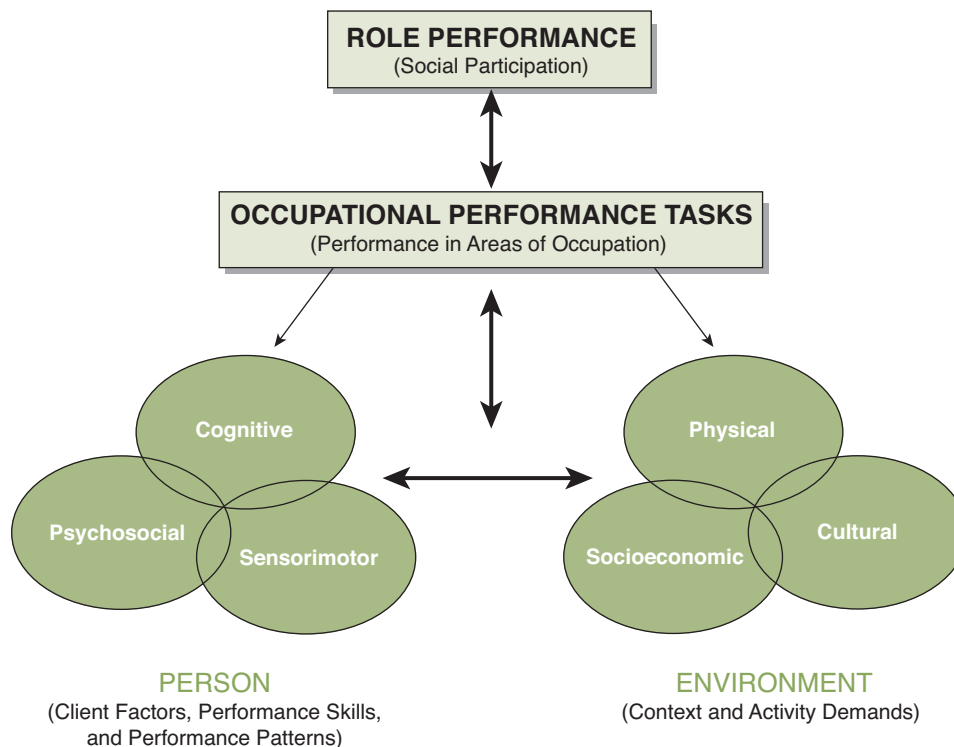 ROLE PERFORMANCE
(Social Participation)
OCCUPATIONAL PERFORMANCE TASKS
(Performance in Areas of Occupation)
Cognitive
Psychosocial
Sensorimotor
Physical
Socioeconomic
Cultural
PERSON
(Client Factors, Performance Skills,
and Performance Patterns)
ENVIRONMENT
(Context and Activity Demands)